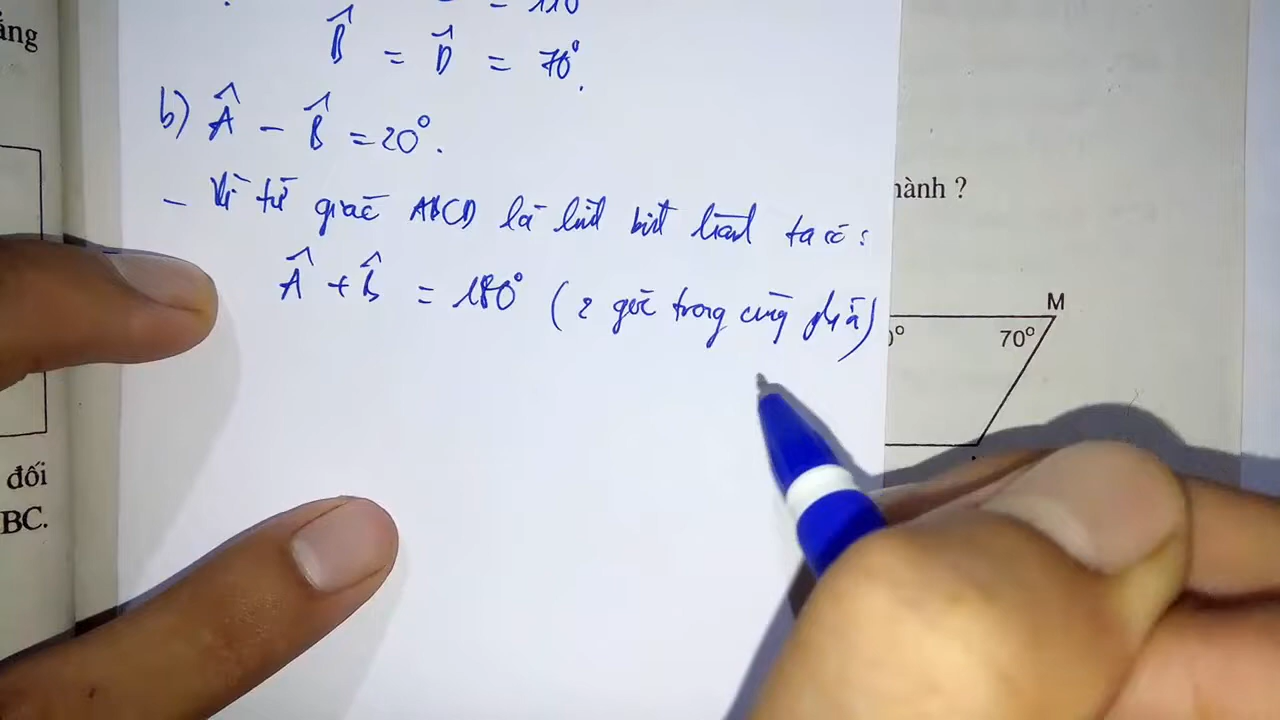 = 110
B̂ = D̂ = 70°.
b) Â - B̂ = 20°.
- Vì tứ giác ABCD là hình bình hành ta có:
Â + B̂ = 180° (2 góc trong cùng phía)
hành ?
M
70°
đối
BC.